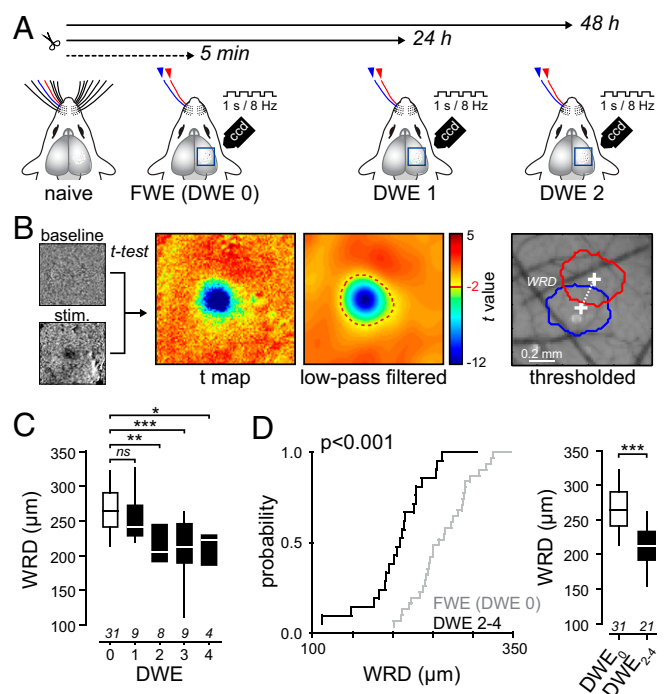 A
48 h
24 h
5 min
1 s / 8 Hz
1 s / 8 Hz
1 s / 8 Hz
ccd
ccd
ccd
naive
FWE (DWE 0)
DWE 1
DWE 2
B
baseline
t-test
stim.
t map
low-pass filtered
5
-2
-12
t value
WRD
0.2 mm
thresholded
C
*
***
**
ns
WRD (µm)
350
300
250
200
150
100
31 9 8 9 4
0 1 2 3 4
DWE
D
p<0.001
probability
1.0
0.5
0.0
FWE (DWE 0)
DWE 2-4
100
350
WRD (µm)
***
WRD (µm)
350
300
250
200
150
100
31 21
DWE0
DWE2-4